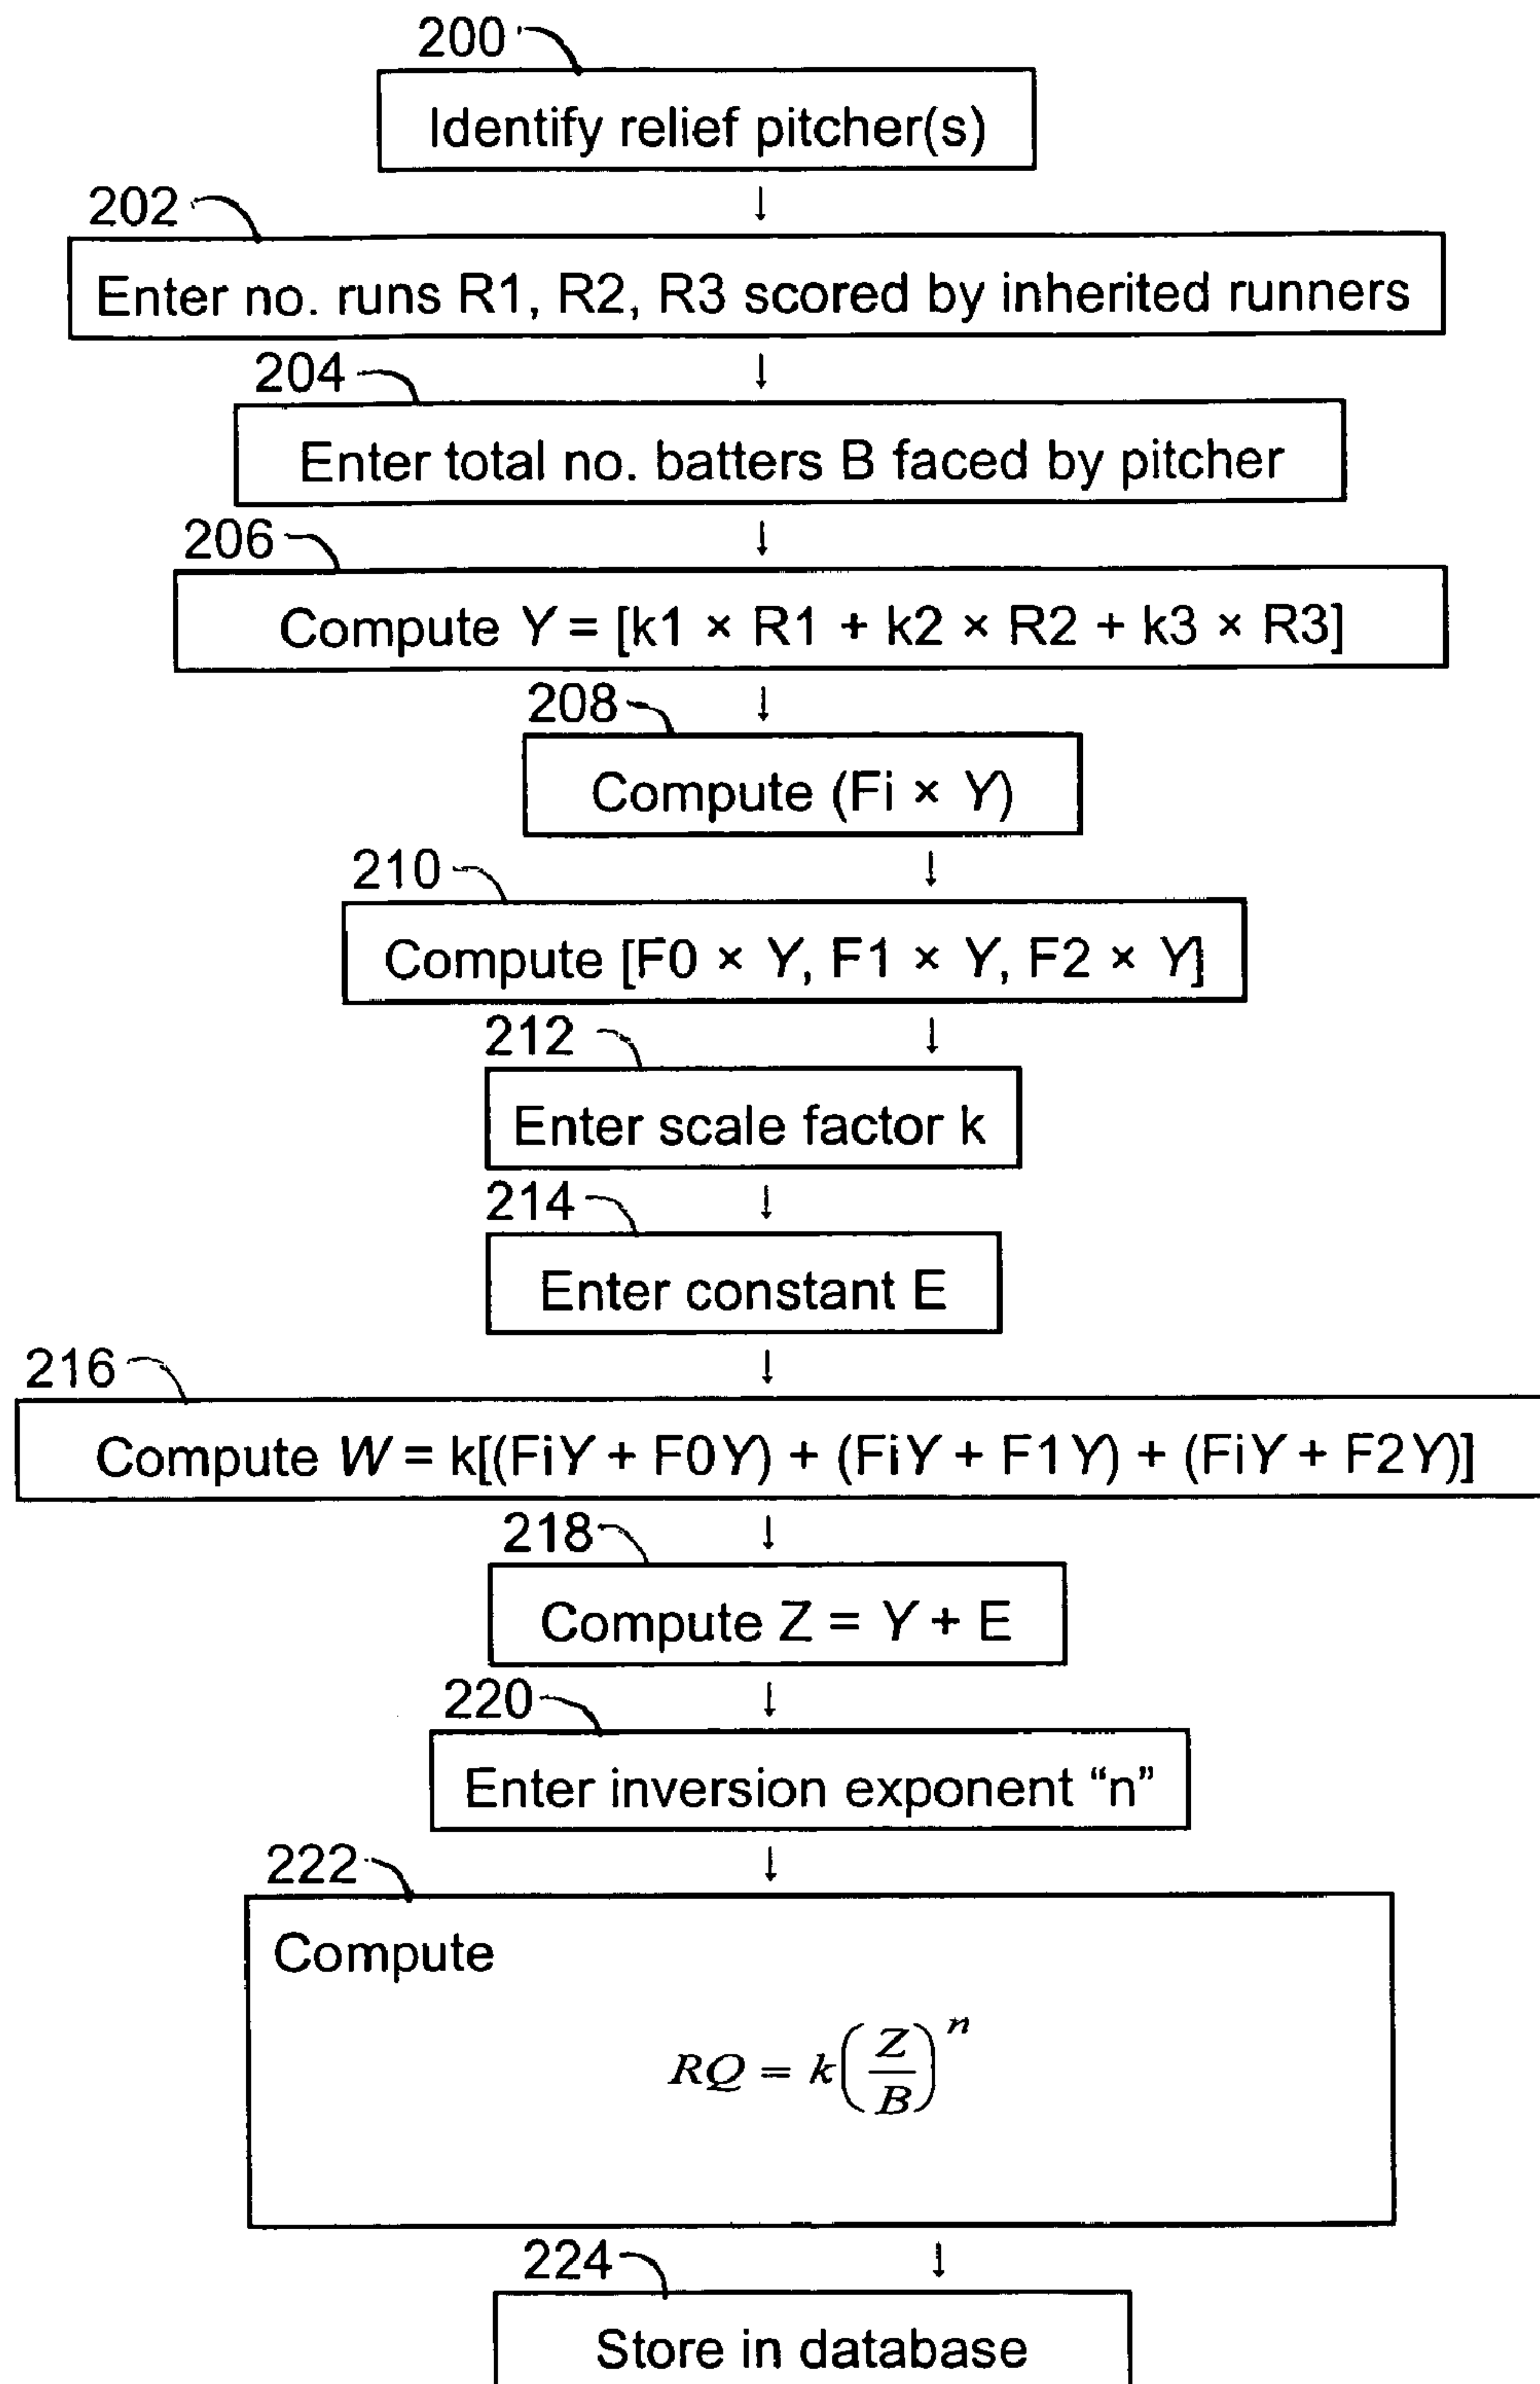 200
Identify relief pitcher(s)
202
Enter no. runs R1, R2, R3 scored by inherited runners
204
Enter total no. batters B faced by pitcher
206
Compute Y = [k1 × R1 + k2 × R2 + k3 × R3]
208
Compute (Fi × Y)
210
Compute [F0 × Y, F1 × Y, F2 × Y]
212
Enter scale factor k
214
Enter constant E
216
Compute W = k[(FiY + F0Y) + (FiY + F1Y) + (FiY + F2Y)]
218
Compute Z = Y + E
220
Enter inversion exponent “n”
222
Compute
RQ = k(Z/B)^n
224
Store in database